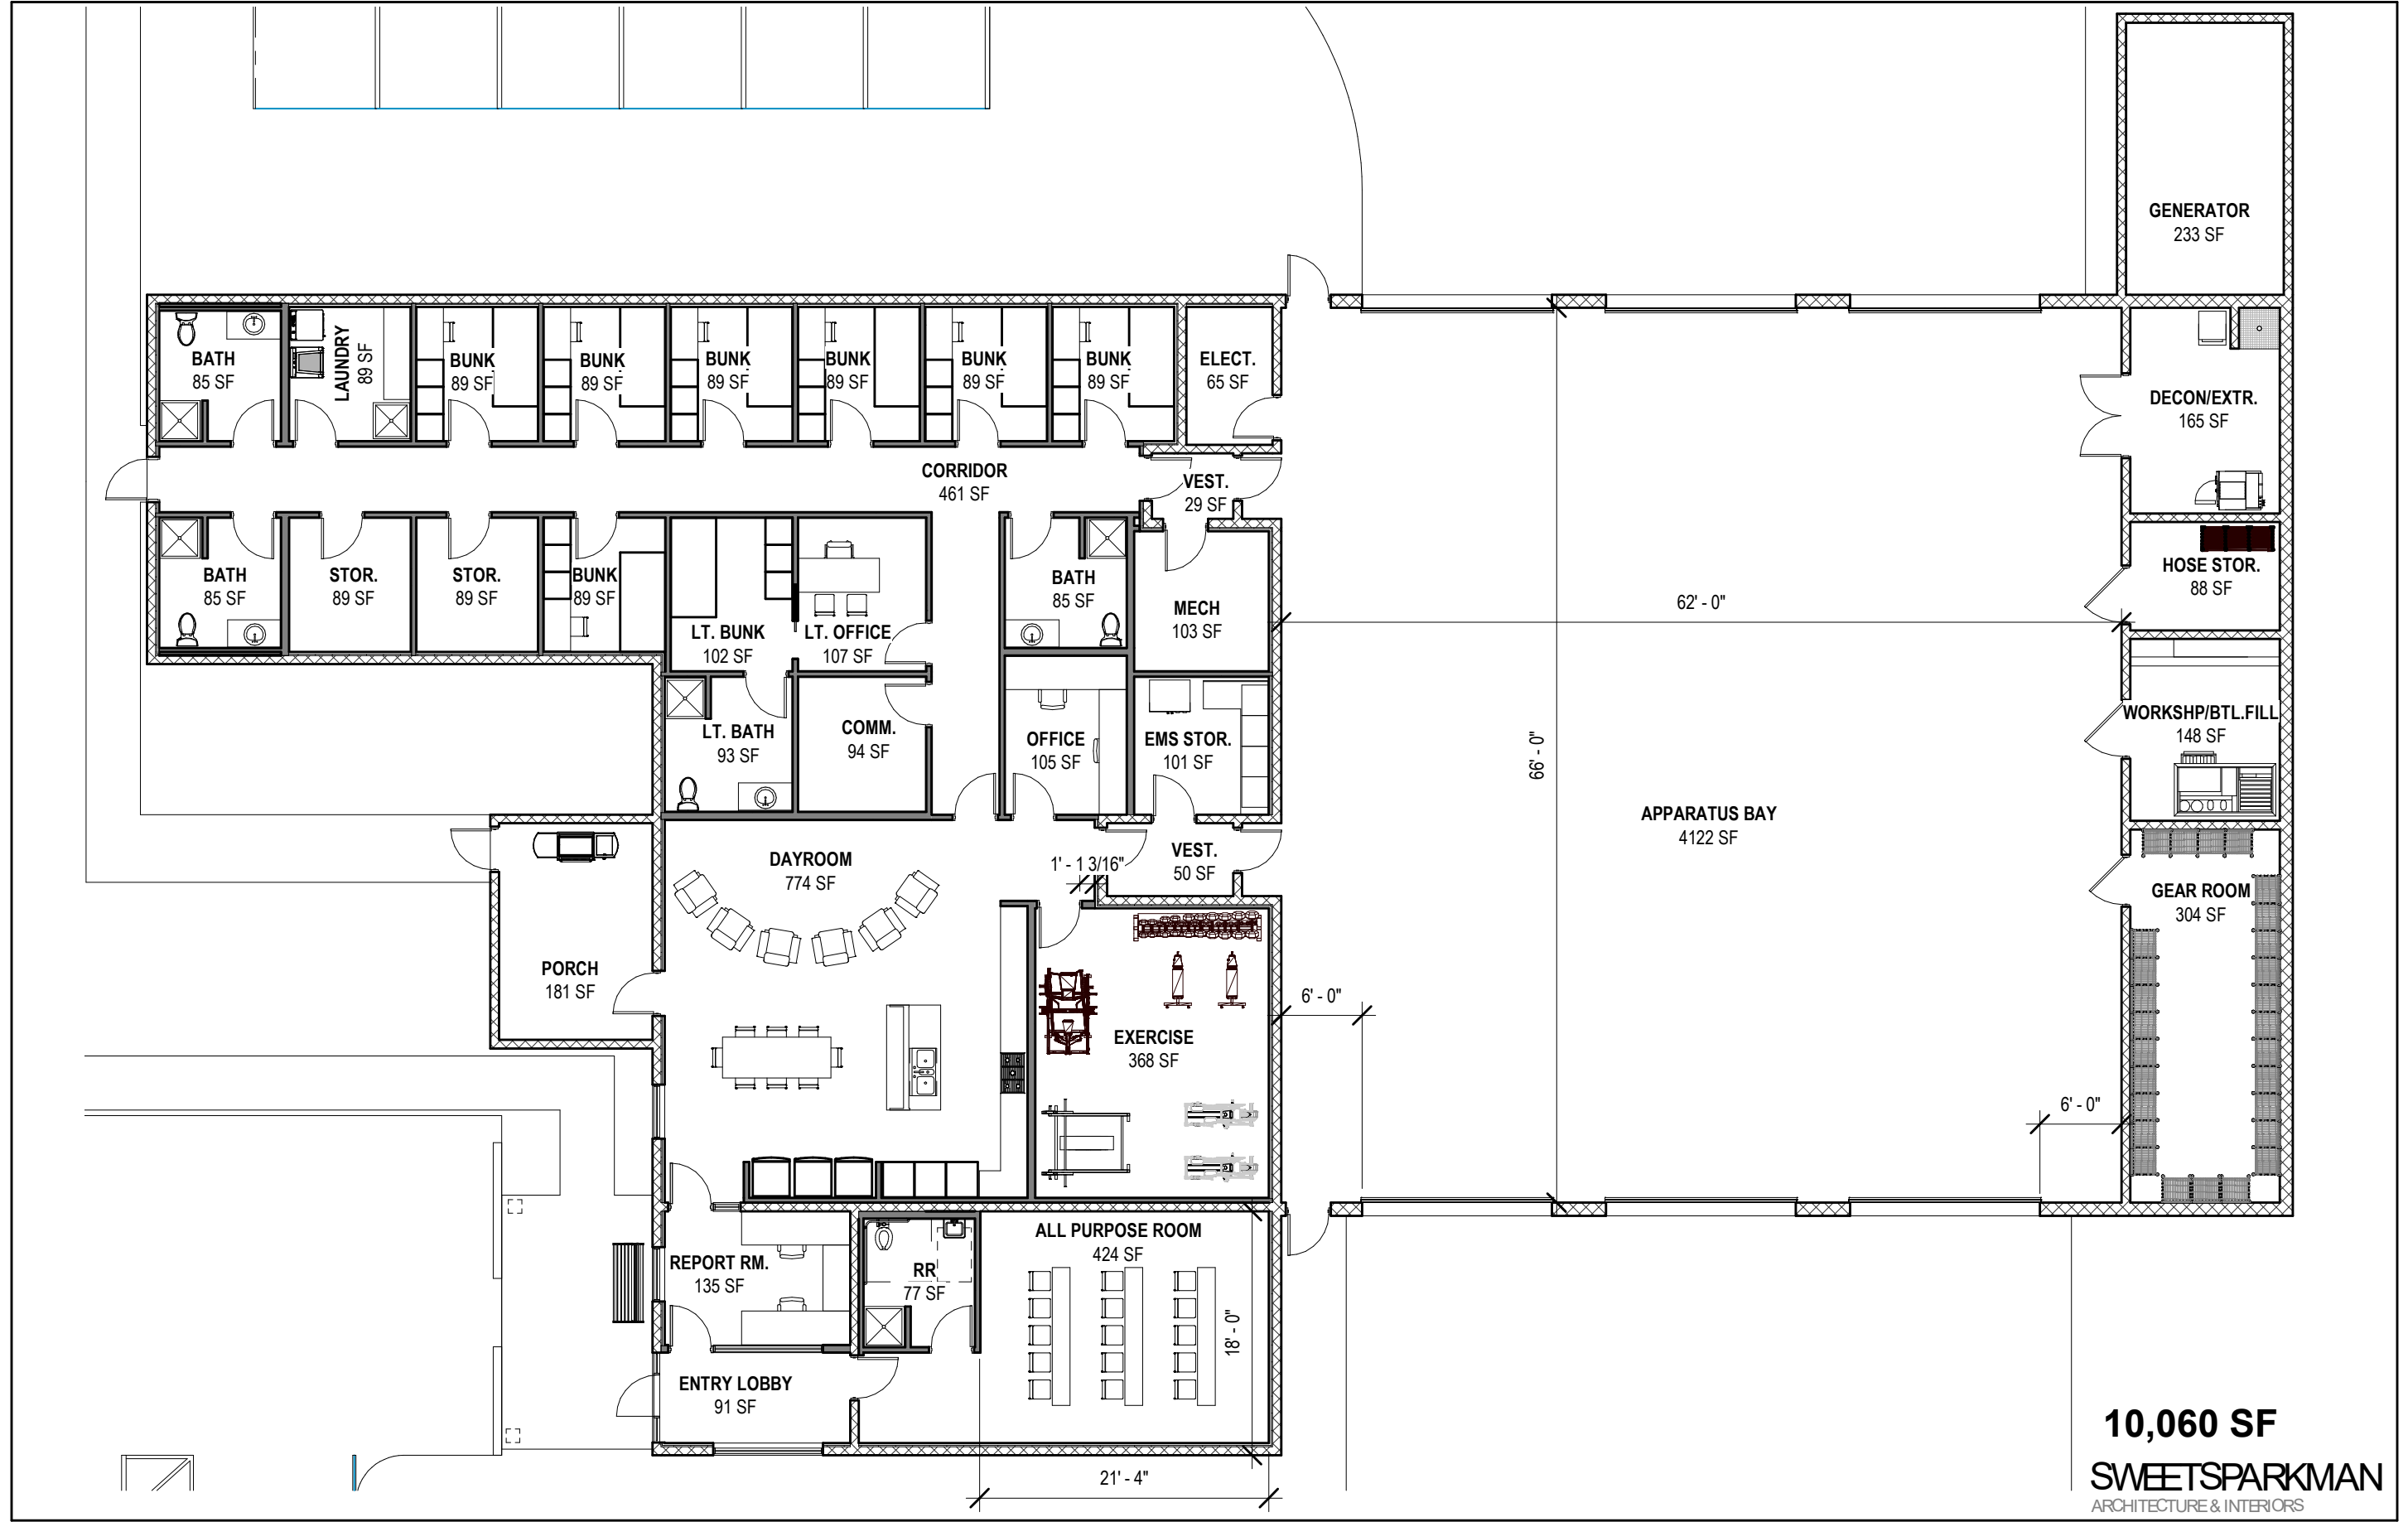 GENERATOR
233 SF
BATH
85 SF
LAUNDRY
89 SF
BUNK
89 SF
BUNK
89 SF
BUNK
89 SF
BUNK
89 SF
BUNK
89 SF
BUNK
89 SF
ELECT.
65 SF
DECON/EXTR.
165 SF
CORRIDOR
461 SF
VEST.
29 SF
BATH
85 SF
STOR.
89 SF
STOR.
89 SF
BUNK
89 SF
LT. BUNK
102 SF
LT. OFFICE
107 SF
BATH
85 SF
MECH
103 SF
62' - 0"
HOSE STOR.
88 SF
LT. BATH
93 SF
COMM.
94 SF
OFFICE
105 SF
EMS STOR.
101 SF
66' - 0"
WORKSHP/BTL.FILL
148 SF
APPARATUS BAY
4122 SF
DAYROOM
774 SF
1' - 1 3/16"
VEST.
50 SF
GEAR ROOM
304 SF
PORCH
181 SF
6' - 0"
EXERCISE
368 SF
6' - 0"
ALL PURPOSE ROOM
424 SF
REPORT RM.
135 SF
RR
77 SF
18' - 0"
ENTRY LOBBY
91 SF
21' - 4"
10,060 SF
SWEETSPARKMAN
ARCHITECTURE & INTERIORS